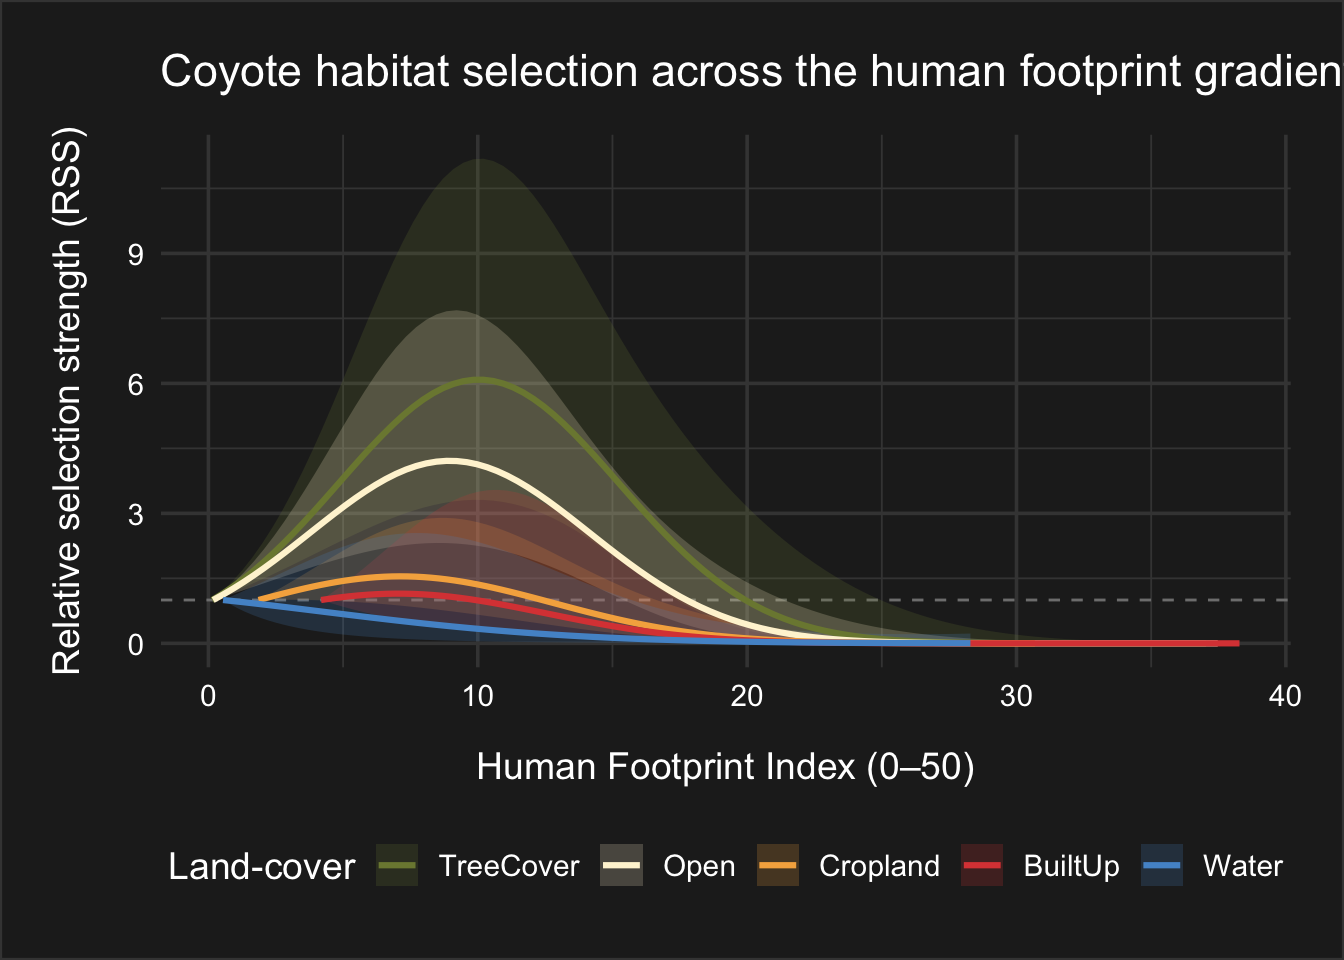 Coyote habitat selection across the human footprint gradien
Relative selection strength (RSS)
9
6
3
0
0 10 20 30 40
Human Footprint Index (0–50)
Land-cover TreeCover Open Cropland BuiltUp Water